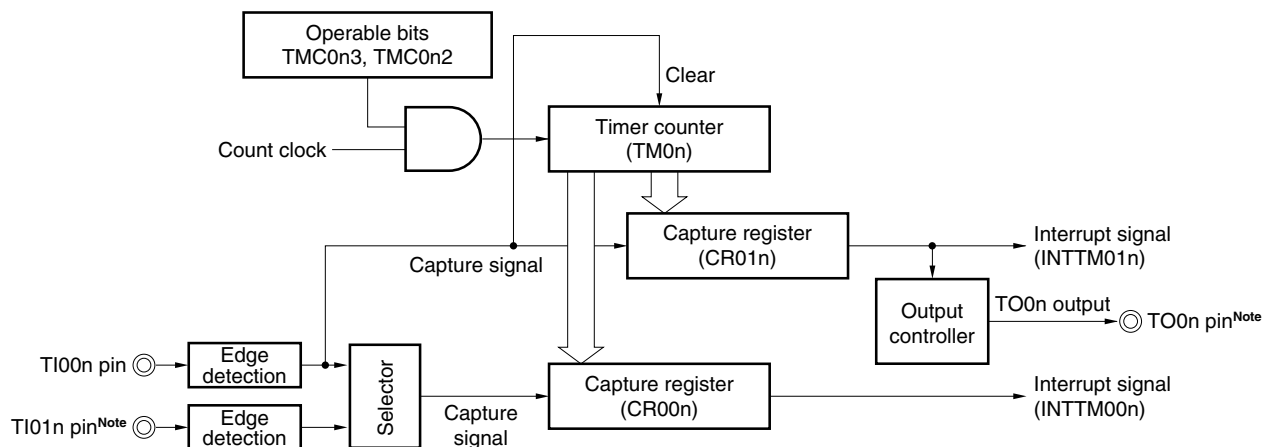 Operable bits
TMC0n3, TMC0n2
Clear
Timer counter
(TM0n)
Count clock
Capture register
(CR01n)
Interrupt signal
(INTTM01n)
Capture signal
Output
controller
TO0n output
TO0n pinNote
TI00n pin
Edge
detection
Selector
Capture register
(CR00n)
Interrupt signal
(INTTM00n)
TI01n pinNote
Edge
detection
Capture
signal